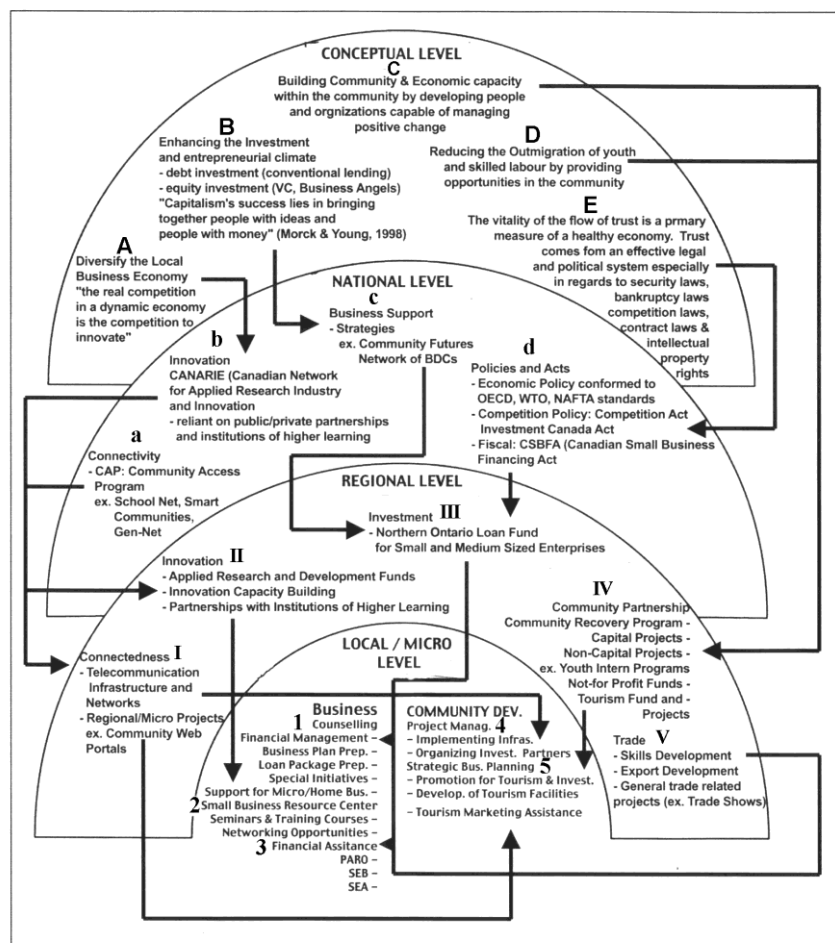 CONCEPTUAL LEVEL
C
Building Community & Economic capacity
within the community by developing people
and orgnizations capable of managing
positive change
B
Enhancing the Investment
and entrepreneurial climate
- debt investment (conventional lending)
- equity investment (VC, Business Angels)
"Capitalism's success lies in bringing
together people with ideas and
people with money" (Morck & Young, 1998)
D
Reducing the Outmigration of youth
and skilled labour by providing
opportunities in the community
E
The vitality of the flow of trust is a prmary
measure of a healthy economy. Trust
comes fom an effective legal
and political system especially
in regards to security laws,
bankruptcy laws
competition laws,
contract laws &
intellectual
property
rights
A
Diversify the Local
Business Economy
"the real competition
in a dynamic economy
is the competition to
innovate"
NATIONAL LEVEL
c
Business Support
- Strategies
ex. Community Futures
Network of BDCs
b
Innovation
CANARIE (Canadian Network
for Applied Research Industry
and Innovation
- reliant on public/private partnerships
and institutions of higher learning
d
Policies and Acts
- Economic Policy conformed to
OECD, WTO, NAFTA standards
- Competition Policy: Competition Act
Investment Canada Act
- Fiscal: CSBFA (Canadian Small Business
Financing Act
a
Connectivity
- CAP: Community Access
Program
ex. School Net, Smart
Communities,
Gen-Net
REGIONAL LEVEL
III
Investment
- Northern Ontario Loan Fund
for Small and Medium Sized Enterprises
II
Innovation
- Applied Research and Development Funds
- Innovation Capacity Building
- Partnerships with Institutions of Higher Learning
IV
Community Partnership
Community Recovery Program -
Capital Projects -
Non-Capital Projects -
ex. Youth Intern Programs
Not-for Profit Funds -
Tourism Fund and -
Projects
I
Connectedness
- Telecommunication
Infrastructure and
Networks
- Regional/Micro Projects
ex. Community Web
Portals
V
Trade
- Skills Development
- Export Development
- General trade related
projects (ex. Trade Shows)
LOCAL / MICRO
LEVEL
Business
1 Counselling
Financial Management -
Business Plan Prep. -
Loan Package Prep. -
Special Initiatives -
Support for Micro/Home Bus. -
2 Small Business Resource Center
Seminars & Training Courses -
Networking Opportunities -
3 Financial Assitance -
PARO -
SEB -
SEA -
COMMUNITY DEV.
Project Manag. 4
- Implementing Infras.
- Organizing Invest. Partners
Strategic Bus. Planning 5
- Promotion for Tourism & Invest.
- Develop. of Tourism Facilities
- Tourism Marketing Assistance